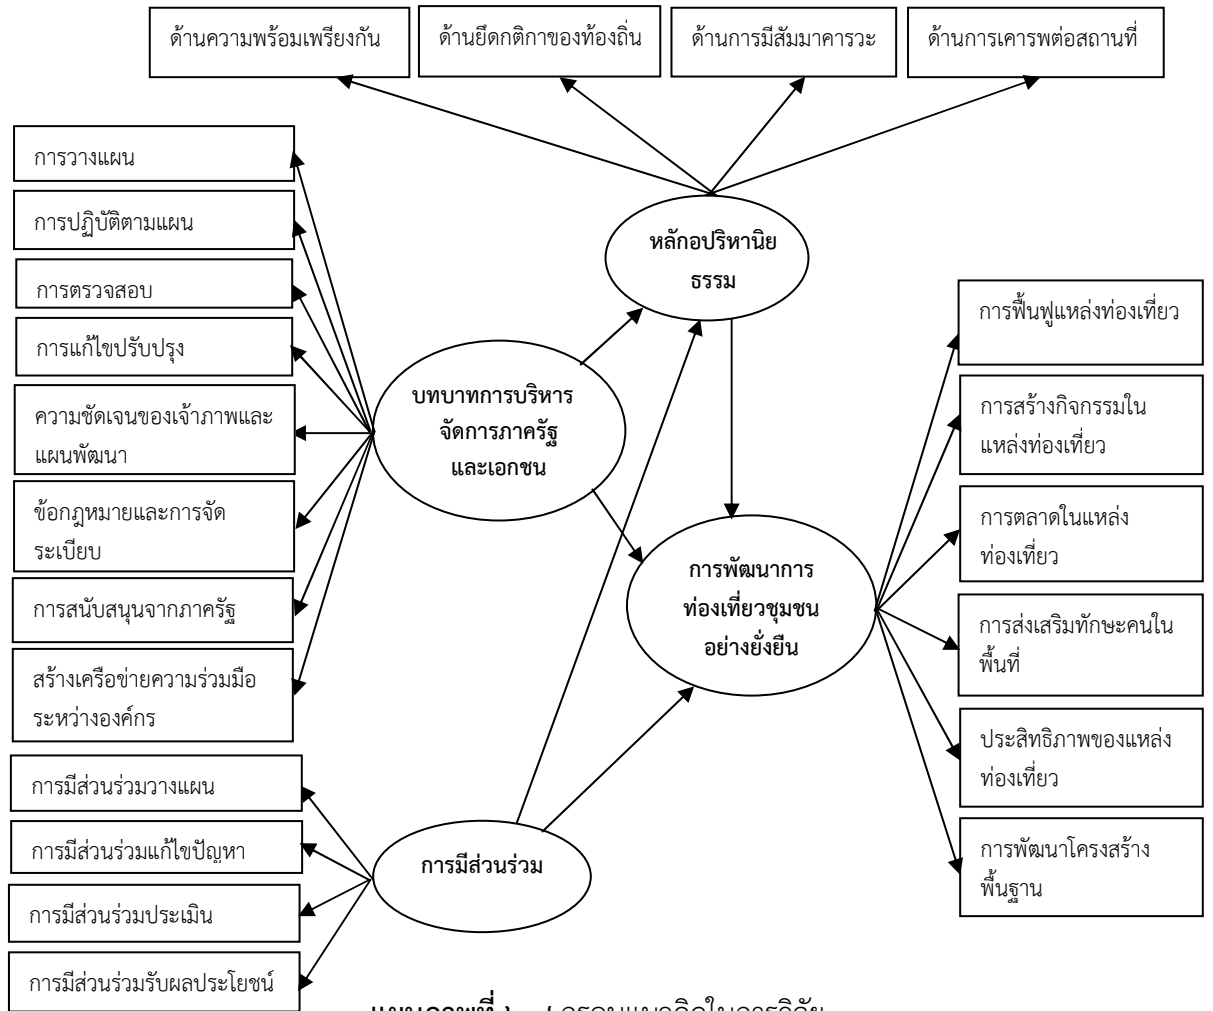 ด้านความพร้อมเพรียงกัน
ด้านยึดกติกาของท้องถิ่น
ด้านการมีสัมมาคารวะ
ด้านการเคารพต่อสถานที่
การวางแผน
การปฏิบัติตามแผน
การตรวจสอบ
การแก้ไขปรับปรุง
ความชัดเจนของเจ้าภาพและ
แผนพัฒนา
ข้อกฎหมายและการจัด
ระเบียบ
การสนับสนุนจากภาครัฐ
สร้างเครือข่ายความร่วมมือ
ระหว่างองค์กร
การมีส่วนร่วมวางแผน
การมีส่วนร่วมแก้ไขปัญหา
การมีส่วนร่วมประเมิน
การมีส่วนร่วมรับผลประโยชน์
หลักอปริหานิย
ธรรม
บทบาทการบริหาร
จัดการภาครัฐ
และเอกชน
การพัฒนาการ
ท่องเที่ยวชุมชน
อย่างยั่งยืน
การมีส่วนร่วม
การฟื้นฟูแหล่งท่องเที่ยว
การสร้างกิจกรรมใน
แหล่งท่องเที่ยว
การตลาดในแหล่ง
ท่องเที่ยว
การส่งเสริมทักษะคนใน
พื้นที่
ประสิทธิภาพของแหล่ง
ท่องเที่ยว
การพัฒนาโครงสร้าง
พื้นฐาน